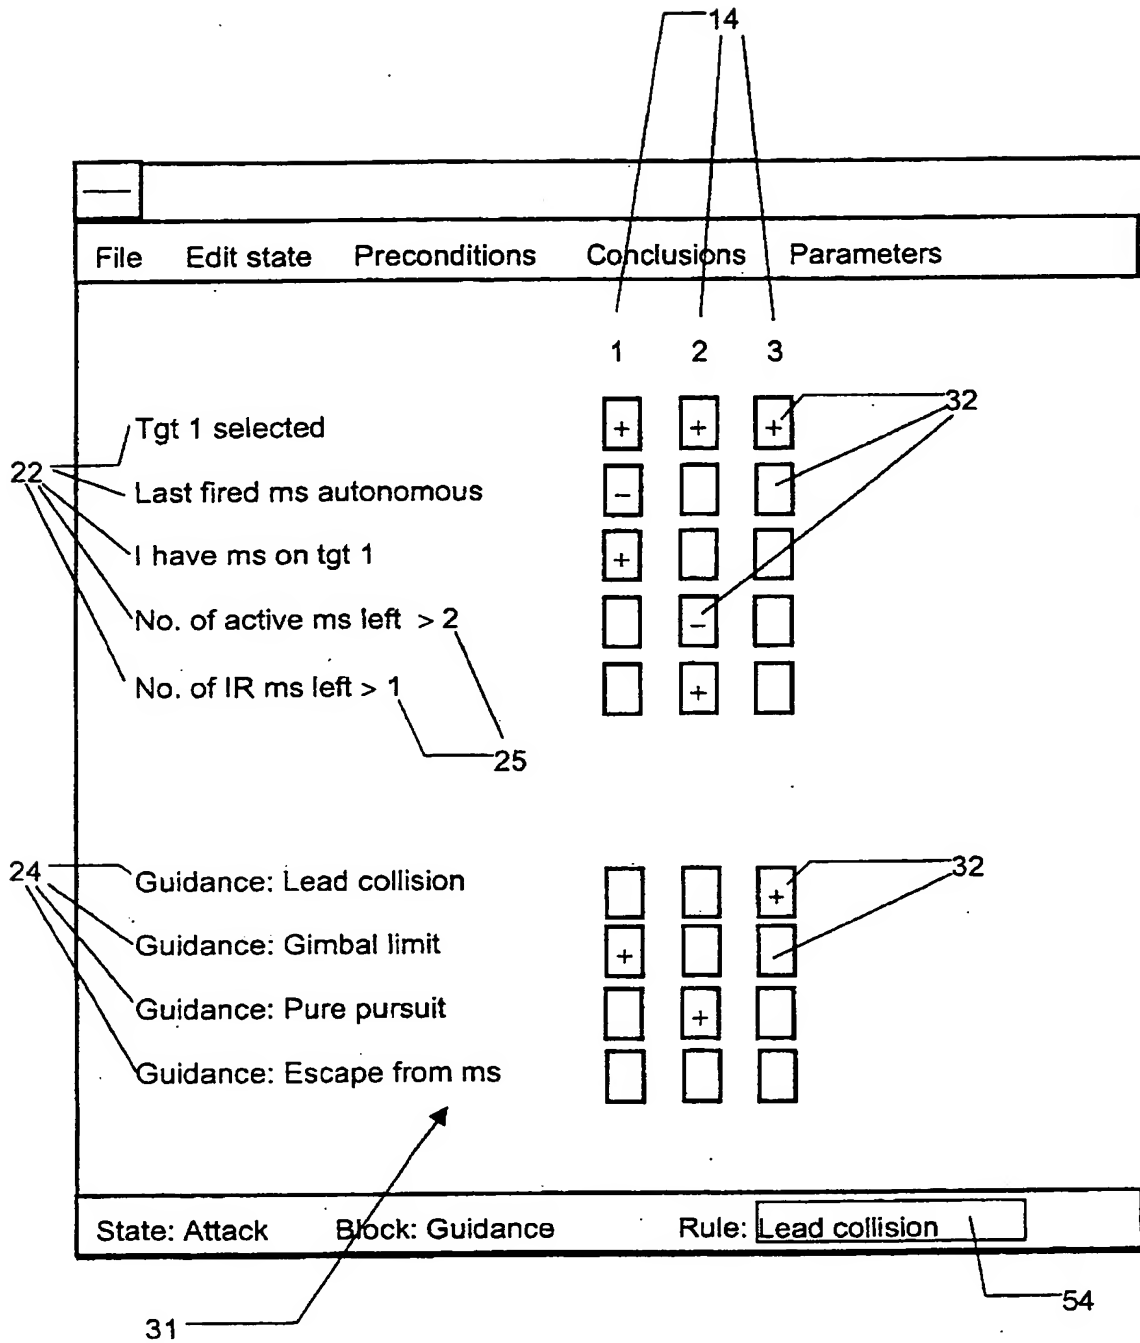 14
File Edit state Preconditions Conclusions Parameters
1 2 3
Tgt 1 selected + + + 32
22 Last fired ms autonomous −
I have ms on tgt 1 +
No. of active ms left > 2 −
No. of IR ms left > 1 +
25
24 Guidance: Lead collision + 32
Guidance: Gimbal limit +
Guidance: Pure pursuit +
Guidance: Escape from ms
State: Attack Block: Guidance Rule: Lead collision
54
31